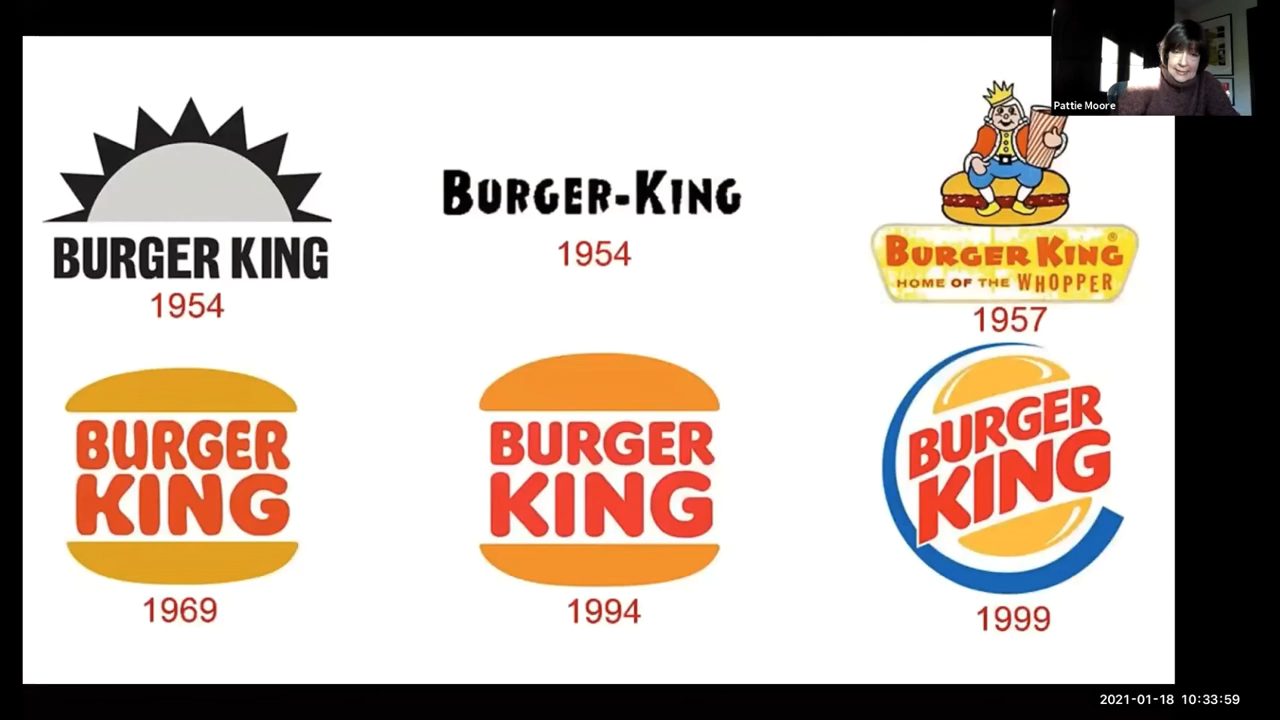 Pattie Moore
BURGER KING
1954
BURGER-KING
1954
BURGER KING®
HOME OF THE WHOPPER
1957
BURGER
KING
1969
BURGER
KING
1994
BURGER
KING
1999
2021-01-18 10:33:59